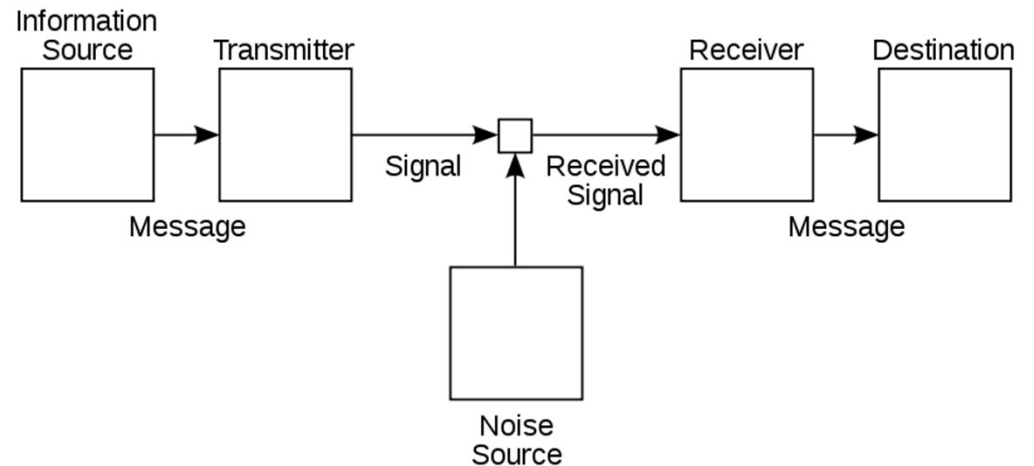 Information
Source
Transmitter
Receiver
Destination
Signal
Received
Signal
Message
Message
Noise
Source